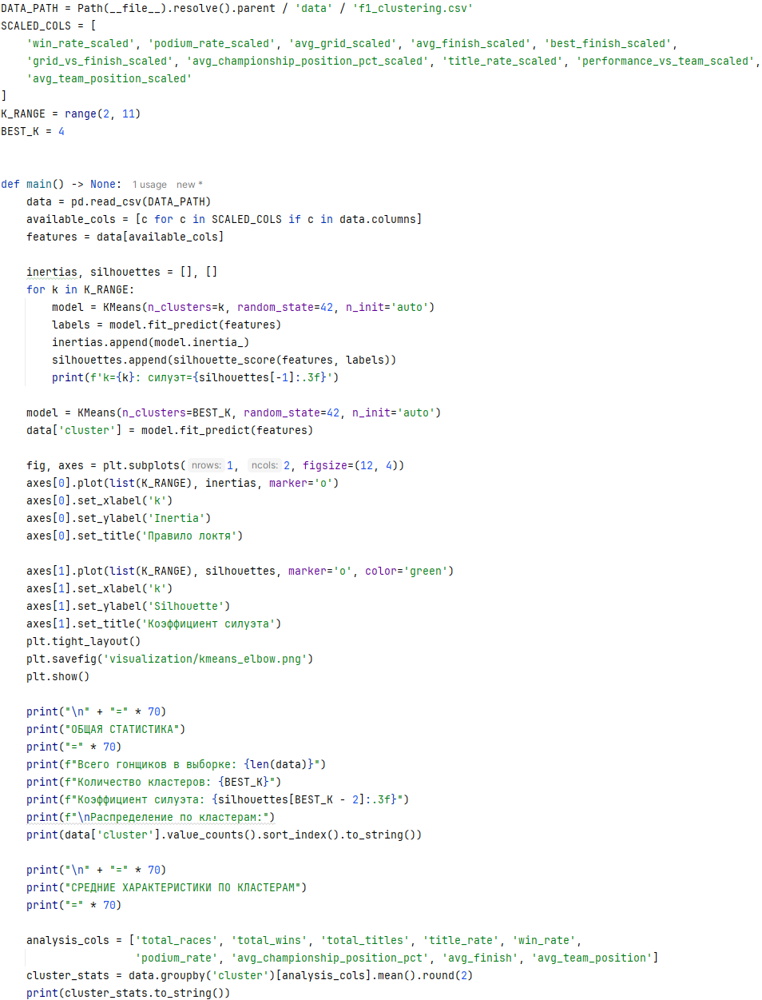 DATA_PATH = Path(__file__).resolve().parent / 'data' / 'f1_clustering.csv'
SCALED_COLS = [
    'win_rate_scaled', 'podium_rate_scaled', 'avg_grid_scaled', 'avg_finish_scaled', 'best_finish_scaled',
    'grid_vs_finish_scaled', 'avg_championship_position_pct_scaled', 'title_rate_scaled', 'performance_vs_team_scaled',
    'avg_team_position_scaled'
]
K_RANGE = range(2, 11)
BEST_K = 4
def main() -> None: 1 usage new *
    data = pd.read_csv(DATA_PATH)
    available_cols = [c for c in SCALED_COLS if c in data.columns]
    features = data[available_cols]
    inertias, silhouettes = [], []
    for k in K_RANGE:
        model = KMeans(n_clusters=k, random_state=42, n_init='auto')
        labels = model.fit_predict(features)
        inertias.append(model.inertia_)
        silhouettes.append(silhouette_score(features, labels))
        print(f'k={k}: силуэт={silhouettes[-1]:.3f}')
    model = KMeans(n_clusters=BEST_K, random_state=42, n_init='auto')
    data['cluster'] = model.fit_predict(features)
    fig, axes = plt.subplots( nrows: 1, ncols: 2, figsize=(12, 4))
    axes[0].plot(list(K_RANGE), inertias, marker='o')
    axes[0].set_xlabel('k')
    axes[0].set_ylabel('Inertia')
    axes[0].set_title('Правило локтя')
    axes[1].plot(list(K_RANGE), silhouettes, marker='o', color='green')
    axes[1].set_xlabel('k')
    axes[1].set_ylabel('Silhouette')
    axes[1].set_title('Коэффициент силуэта')
    plt.tight_layout()
    plt.savefig('visualization/kmeans_elbow.png')
    plt.show()
    print("\n" + "=" * 70)
    print("ОБЩАЯ СТАТИСТИКА")
    print("=" * 70)
    print(f"Всего гонщиков в выборке: {len(data)}")
    print(f"Количество кластеров: {BEST_K}")
    print(f"Коэффициент силуэта: {silhouettes[BEST_K - 2]:.3f}")
    print(f"\nРаспределение по кластерам:")
    print(data['cluster'].value_counts().sort_index().to_string())
    print("\n" + "=" * 70)
    print("СРЕДНИЕ ХАРАКТЕРИСТИКИ ПО КЛАСТЕРАМ")
    print("=" * 70)
    analysis_cols = ['total_races', 'total_wins', 'total_titles', 'title_rate', 'win_rate',
                     'podium_rate', 'avg_championship_position_pct', 'avg_finish', 'avg_team_position']
    cluster_stats = data.groupby('cluster')[analysis_cols].mean().round(2)
    print(cluster_stats.to_string())